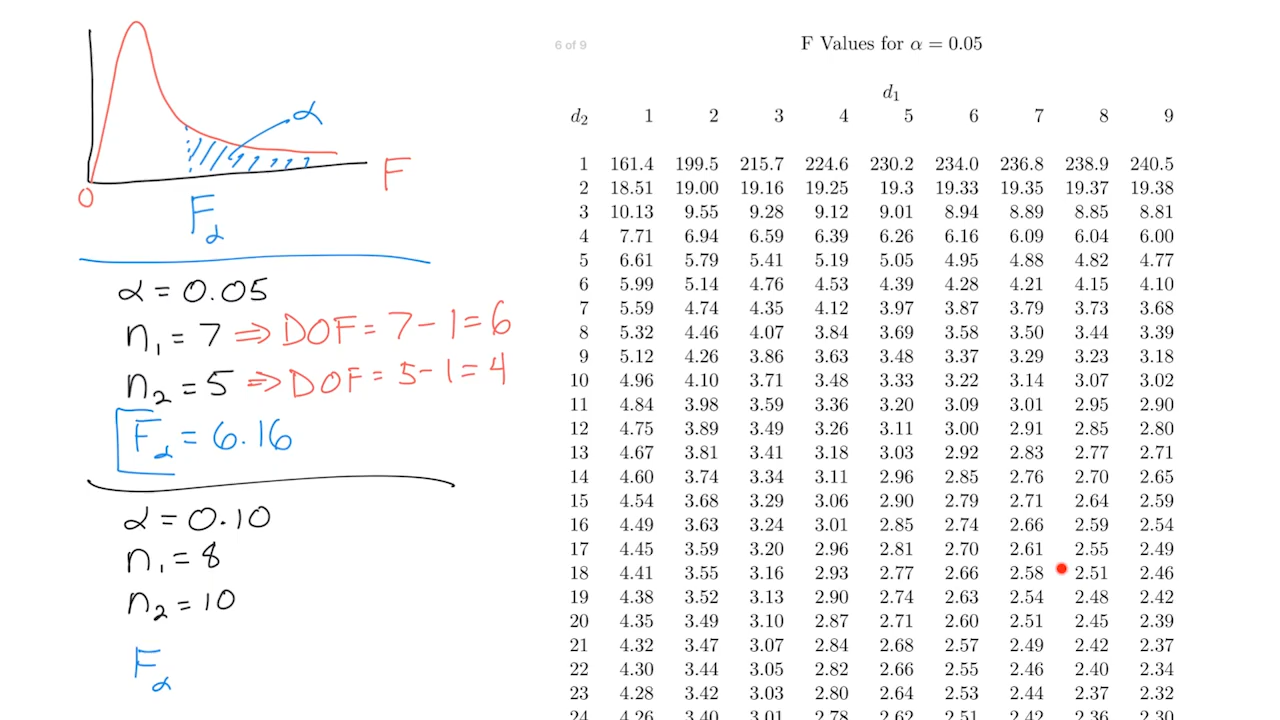 α
F
0
F α
α = 0.05
n₁ = 7 ⇒ DOF = 7 - 1 = 6
n₂ = 5 ⇒ DOF = 5 - 1 = 4
F α = 6.16
α = 0.10
n₁ = 8
n₂ = 10
F α
6 of 9
F Values for α = 0.05
d₁
d₂ 1 2 3 4 5 6 7 8 9
1 161.4 199.5 215.7 224.6 230.2 234.0 236.8 238.9 240.5
2 18.51 19.00 19.16 19.25 19.3 19.33 19.35 19.37 19.38
3 10.13 9.55 9.28 9.12 9.01 8.94 8.89 8.85 8.81
4 7.71 6.94 6.59 6.39 6.26 6.16 6.09 6.04 6.00
5 6.61 5.79 5.41 5.19 5.05 4.95 4.88 4.82 4.77
6 5.99 5.14 4.76 4.53 4.39 4.28 4.21 4.15 4.10
7 5.59 4.74 4.35 4.12 3.97 3.87 3.79 3.73 3.68
8 5.32 4.46 4.07 3.84 3.69 3.58 3.50 3.44 3.39
9 5.12 4.26 3.86 3.63 3.48 3.37 3.29 3.23 3.18
10 4.96 4.10 3.71 3.48 3.33 3.22 3.14 3.07 3.02
11 4.84 3.98 3.59 3.36 3.20 3.09 3.01 2.95 2.90
12 4.75 3.89 3.49 3.26 3.11 3.00 2.91 2.85 2.80
13 4.67 3.81 3.41 3.18 3.03 2.92 2.83 2.77 2.71
14 4.60 3.74 3.34 3.11 2.96 2.85 2.76 2.70 2.65
15 4.54 3.68 3.29 3.06 2.90 2.79 2.71 2.64 2.59
16 4.49 3.63 3.24 3.01 2.85 2.74 2.66 2.59 2.54
17 4.45 3.59 3.20 2.96 2.81 2.70 2.61 2.55 2.49
18 4.41 3.55 3.16 2.93 2.77 2.66 2.58 2.51 2.46
19 4.38 3.52 3.13 2.90 2.74 2.63 2.54 2.48 2.42
20 4.35 3.49 3.10 2.87 2.71 2.60 2.51 2.45 2.39
21 4.32 3.47 3.07 2.84 2.68 2.57 2.49 2.42 2.37
22 4.30 3.44 3.05 2.82 2.66 2.55 2.46 2.40 2.34
23 4.28 3.42 3.03 2.80 2.64 2.53 2.44 2.37 2.32
24 4.26 3.40 3.01 2.78 2.62 2.51 2.42 2.36 2.30